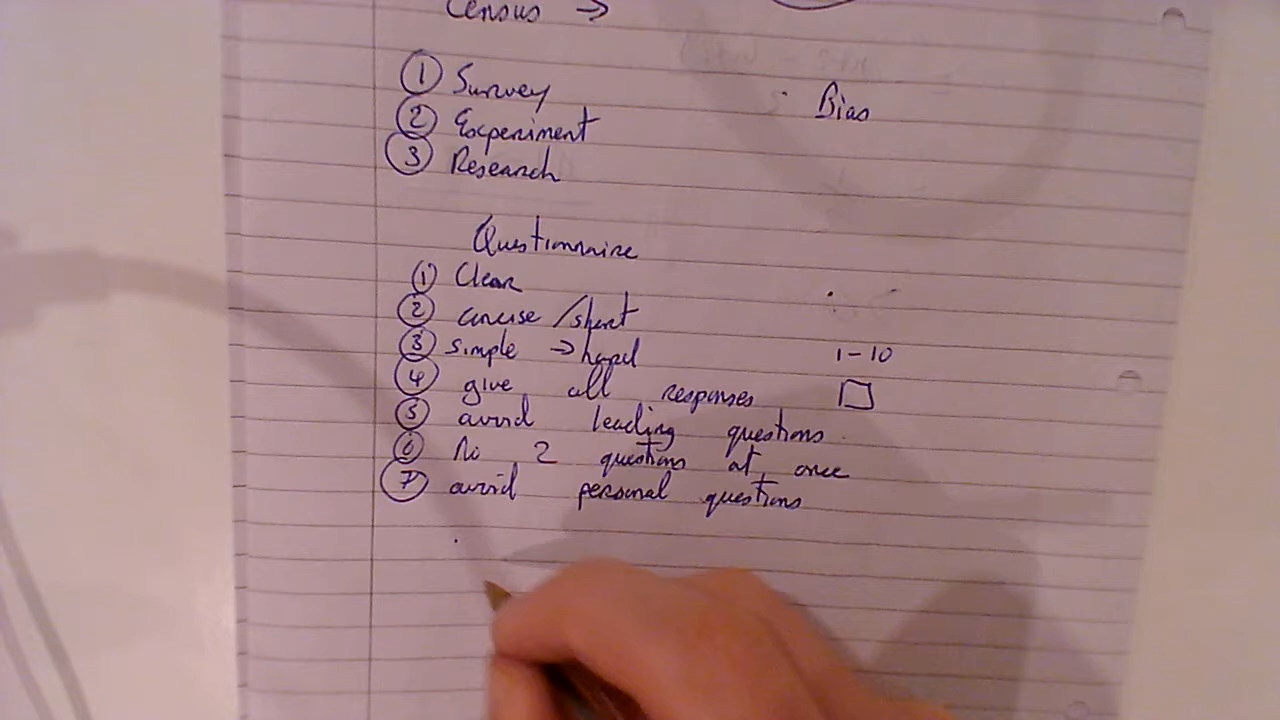 Census →
① Survey
Bias
② Experiment
③ Research
Questionnaire
① Clear
② concise / short
③ simple →
1-10
④ give all responses
⑤ avoid leading questions.
⑥ No 2 questions at once
⑦ avoid personal questions